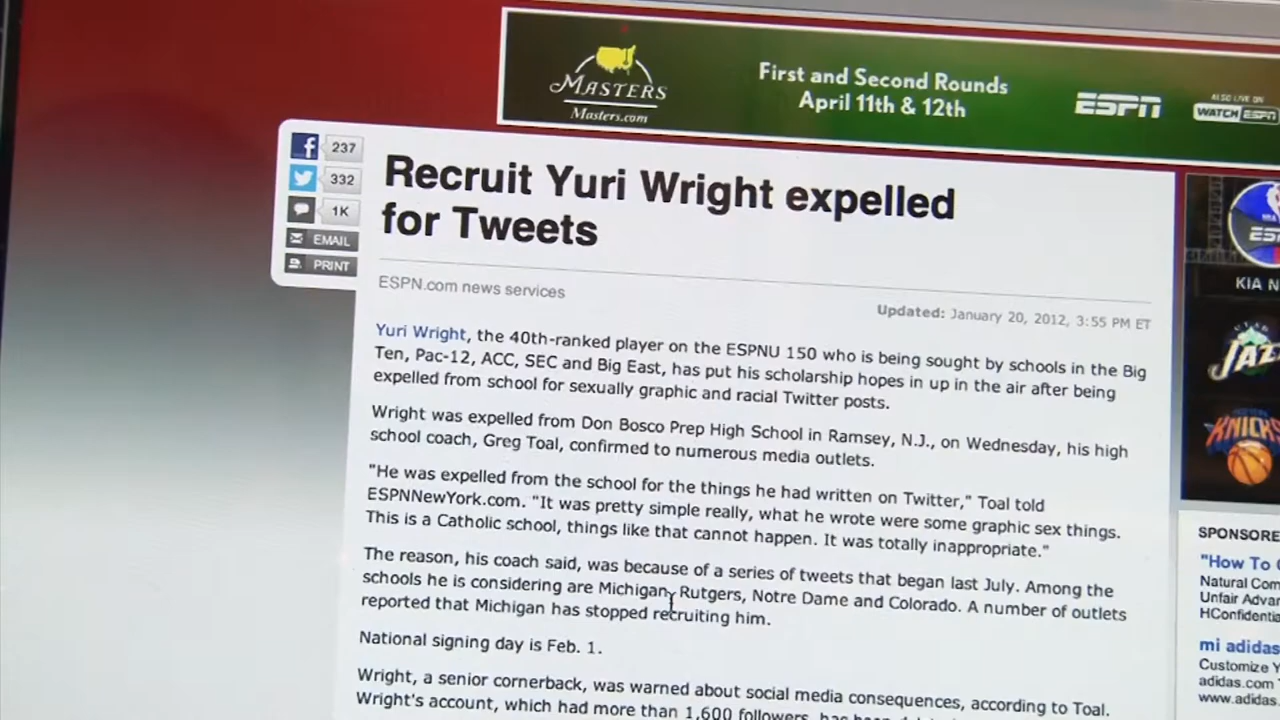 MASTERS
Masters.com
First and Second Rounds
April 11th & 12th
ESPN
ALSO LIVE ON
WATCH ESPN
f 237
332
1K
EMAIL
PRINT
Recruit Yuri Wright expelled
for Tweets
ESPN.com news services
Updated: January 20, 2012, 3:55 PM ET
Yuri Wright, the 40th-ranked player on the ESPNU 150 who is being sought by schools in the Big
Ten, Pac-12, ACC, SEC and Big East, has put his scholarship hopes in up in the air after being
expelled from school for sexually graphic and racial Twitter posts.
Wright was expelled from Don Bosco Prep High School in Ramsey, N.J., on Wednesday, his high
school coach, Greg Toal, confirmed to numerous media outlets.
"He was expelled from the school for the things he had written on Twitter," Toal told
ESPNNewYork.com. "It was pretty simple really, what he wrote were some graphic sex things.
This is a Catholic school, things like that cannot happen. It was totally inappropriate."
The reason, his coach said, was because of a series of tweets that began last July. Among the
schools he is considering are Michigan, Rutgers, Notre Dame and Colorado. A number of outlets
reported that Michigan has stopped recruiting him.
National signing day is Feb. 1.
Wright, a senior cornerback, was warned about social media consequences, according to Toal.
Wright's account, which had more than 1,600 followers, has been
KIA N
JAZ
KNICKS
SPONSORE
"How To
Natural Com
Unfair Advar
HConfidentia
mi adidas
Customize Y
adidas.com
www.adidas